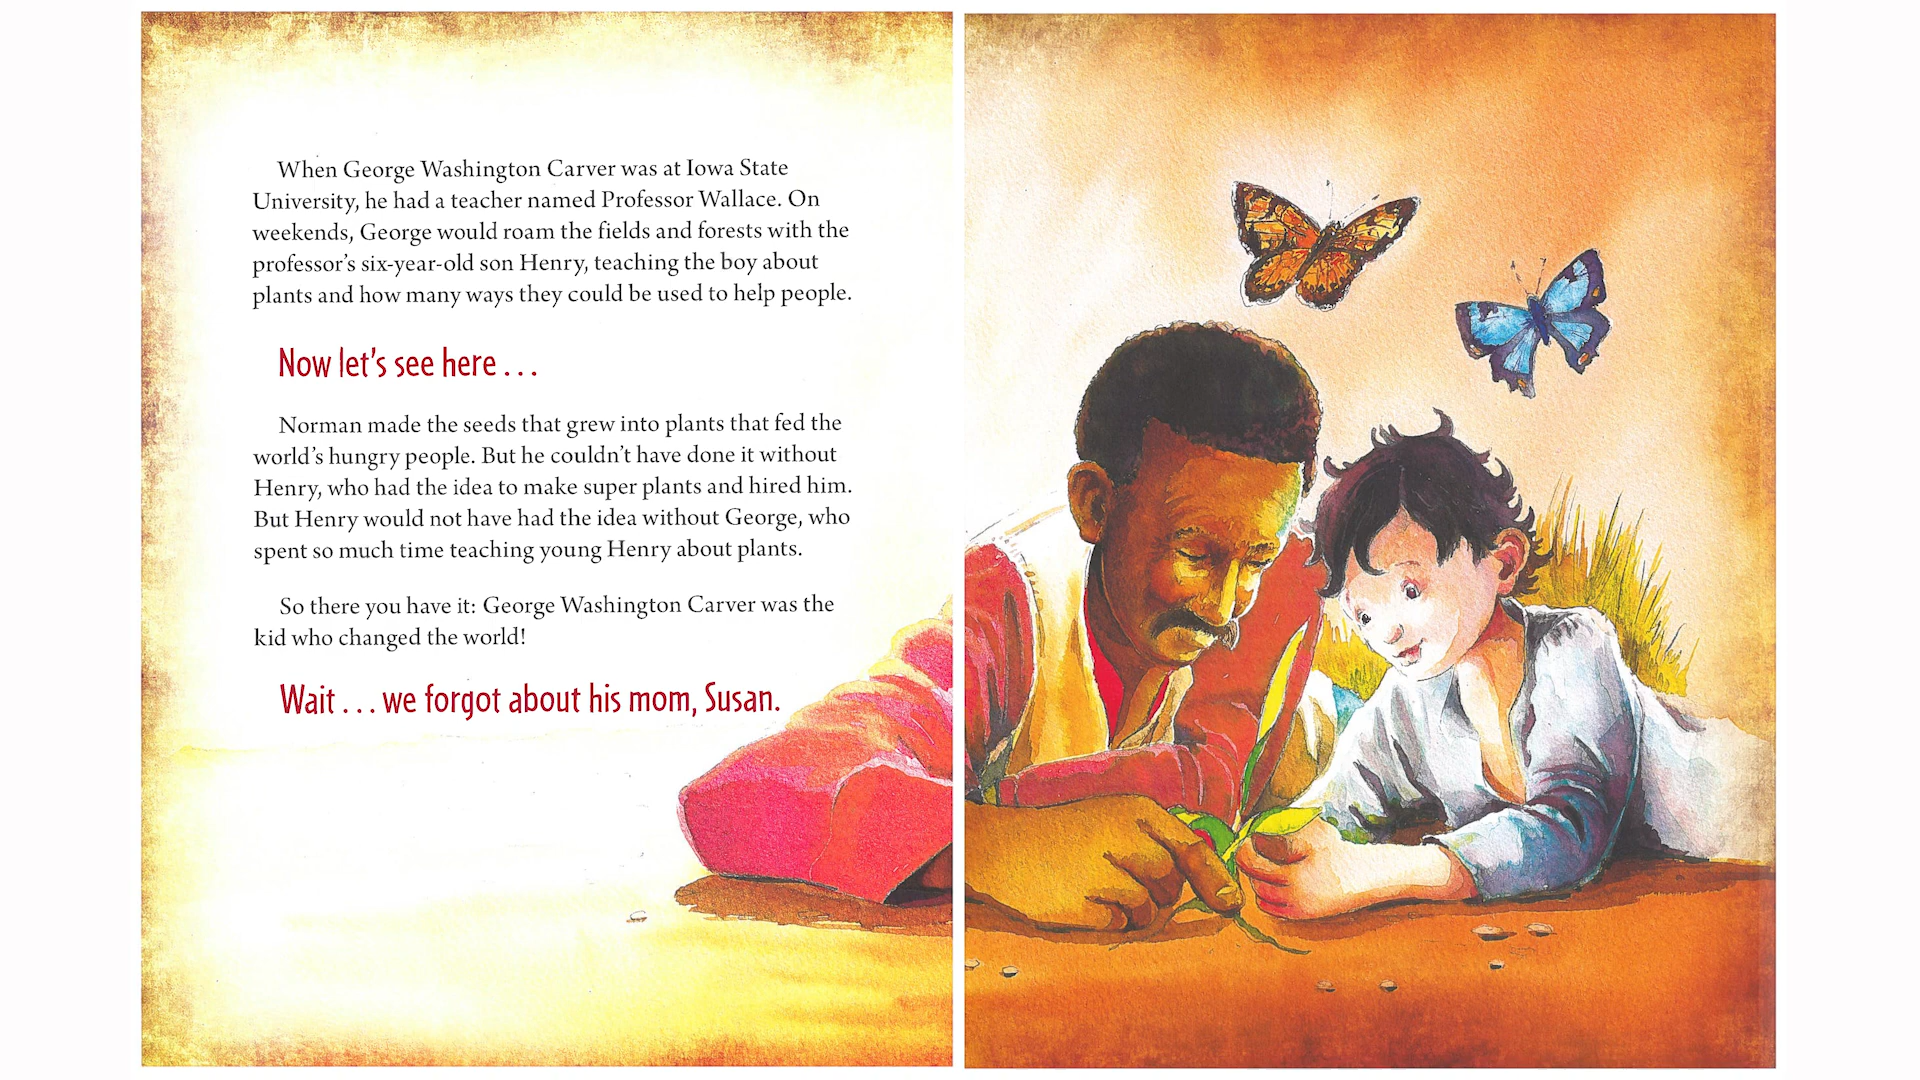 When George Washington Carver was at Iowa State
University, he had a teacher named Professor Wallace. On
weekends, George would roam the fields and forests with the
professor's six-year-old son Henry, teaching the boy about
plants and how many ways they could be used to help people.
Now let's see here . . .
Norman made the seeds that grew into plants that fed the
world's hungry people. But he couldn't have done it without
Henry, who had the idea to make super plants and hired him.
But Henry would not have had the idea without George, who
spent so much time teaching young Henry about plants.
So there you have it: George Washington Carver was the
kid who changed the world!
Wait . . . we forgot about his mom, Susan.